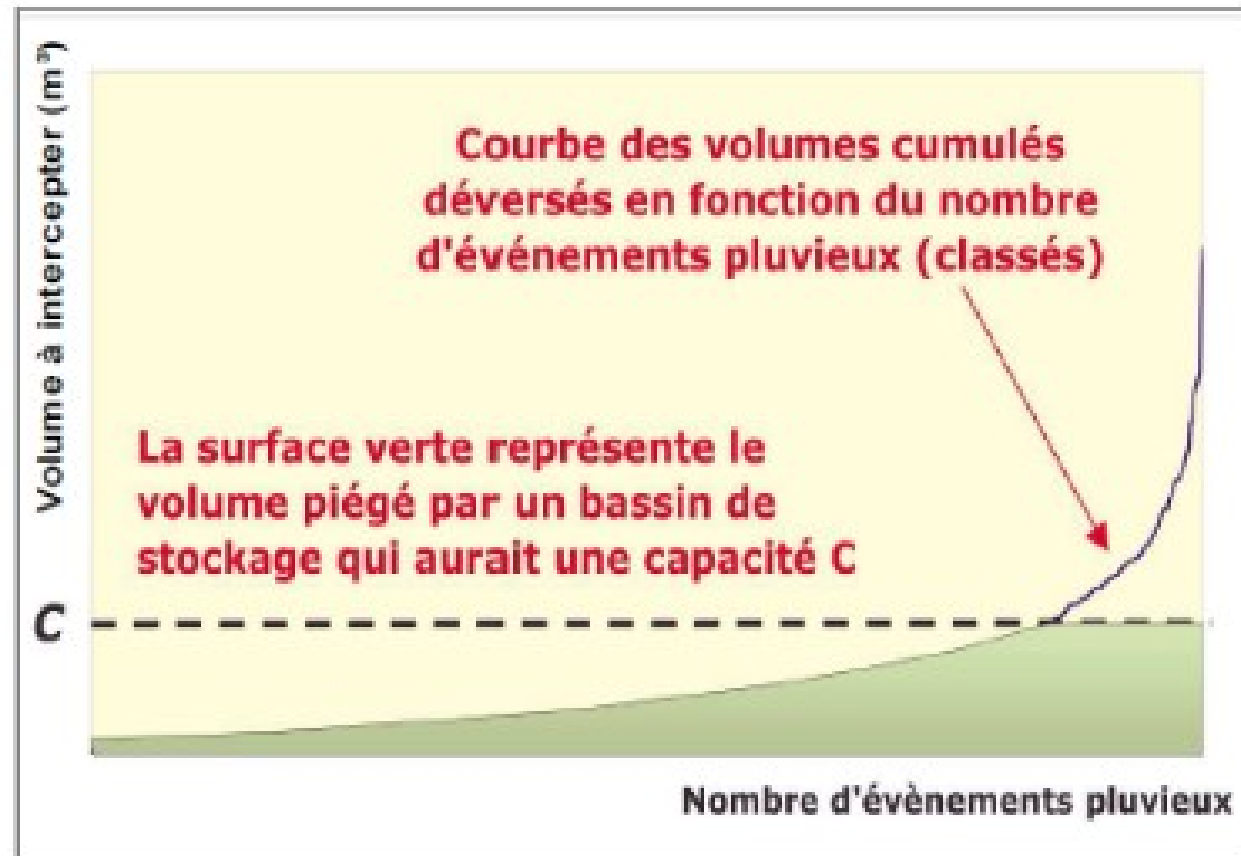 Volume à intercepter (m³)
Courbe des volumes cumulés
déversés en fonction du nombre
d'événements pluvieux (classés)
La surface verte représente le
volume piégé par un bassin de
stockage qui aurait une capacité C
C
Nombre d'évènements pluvieux